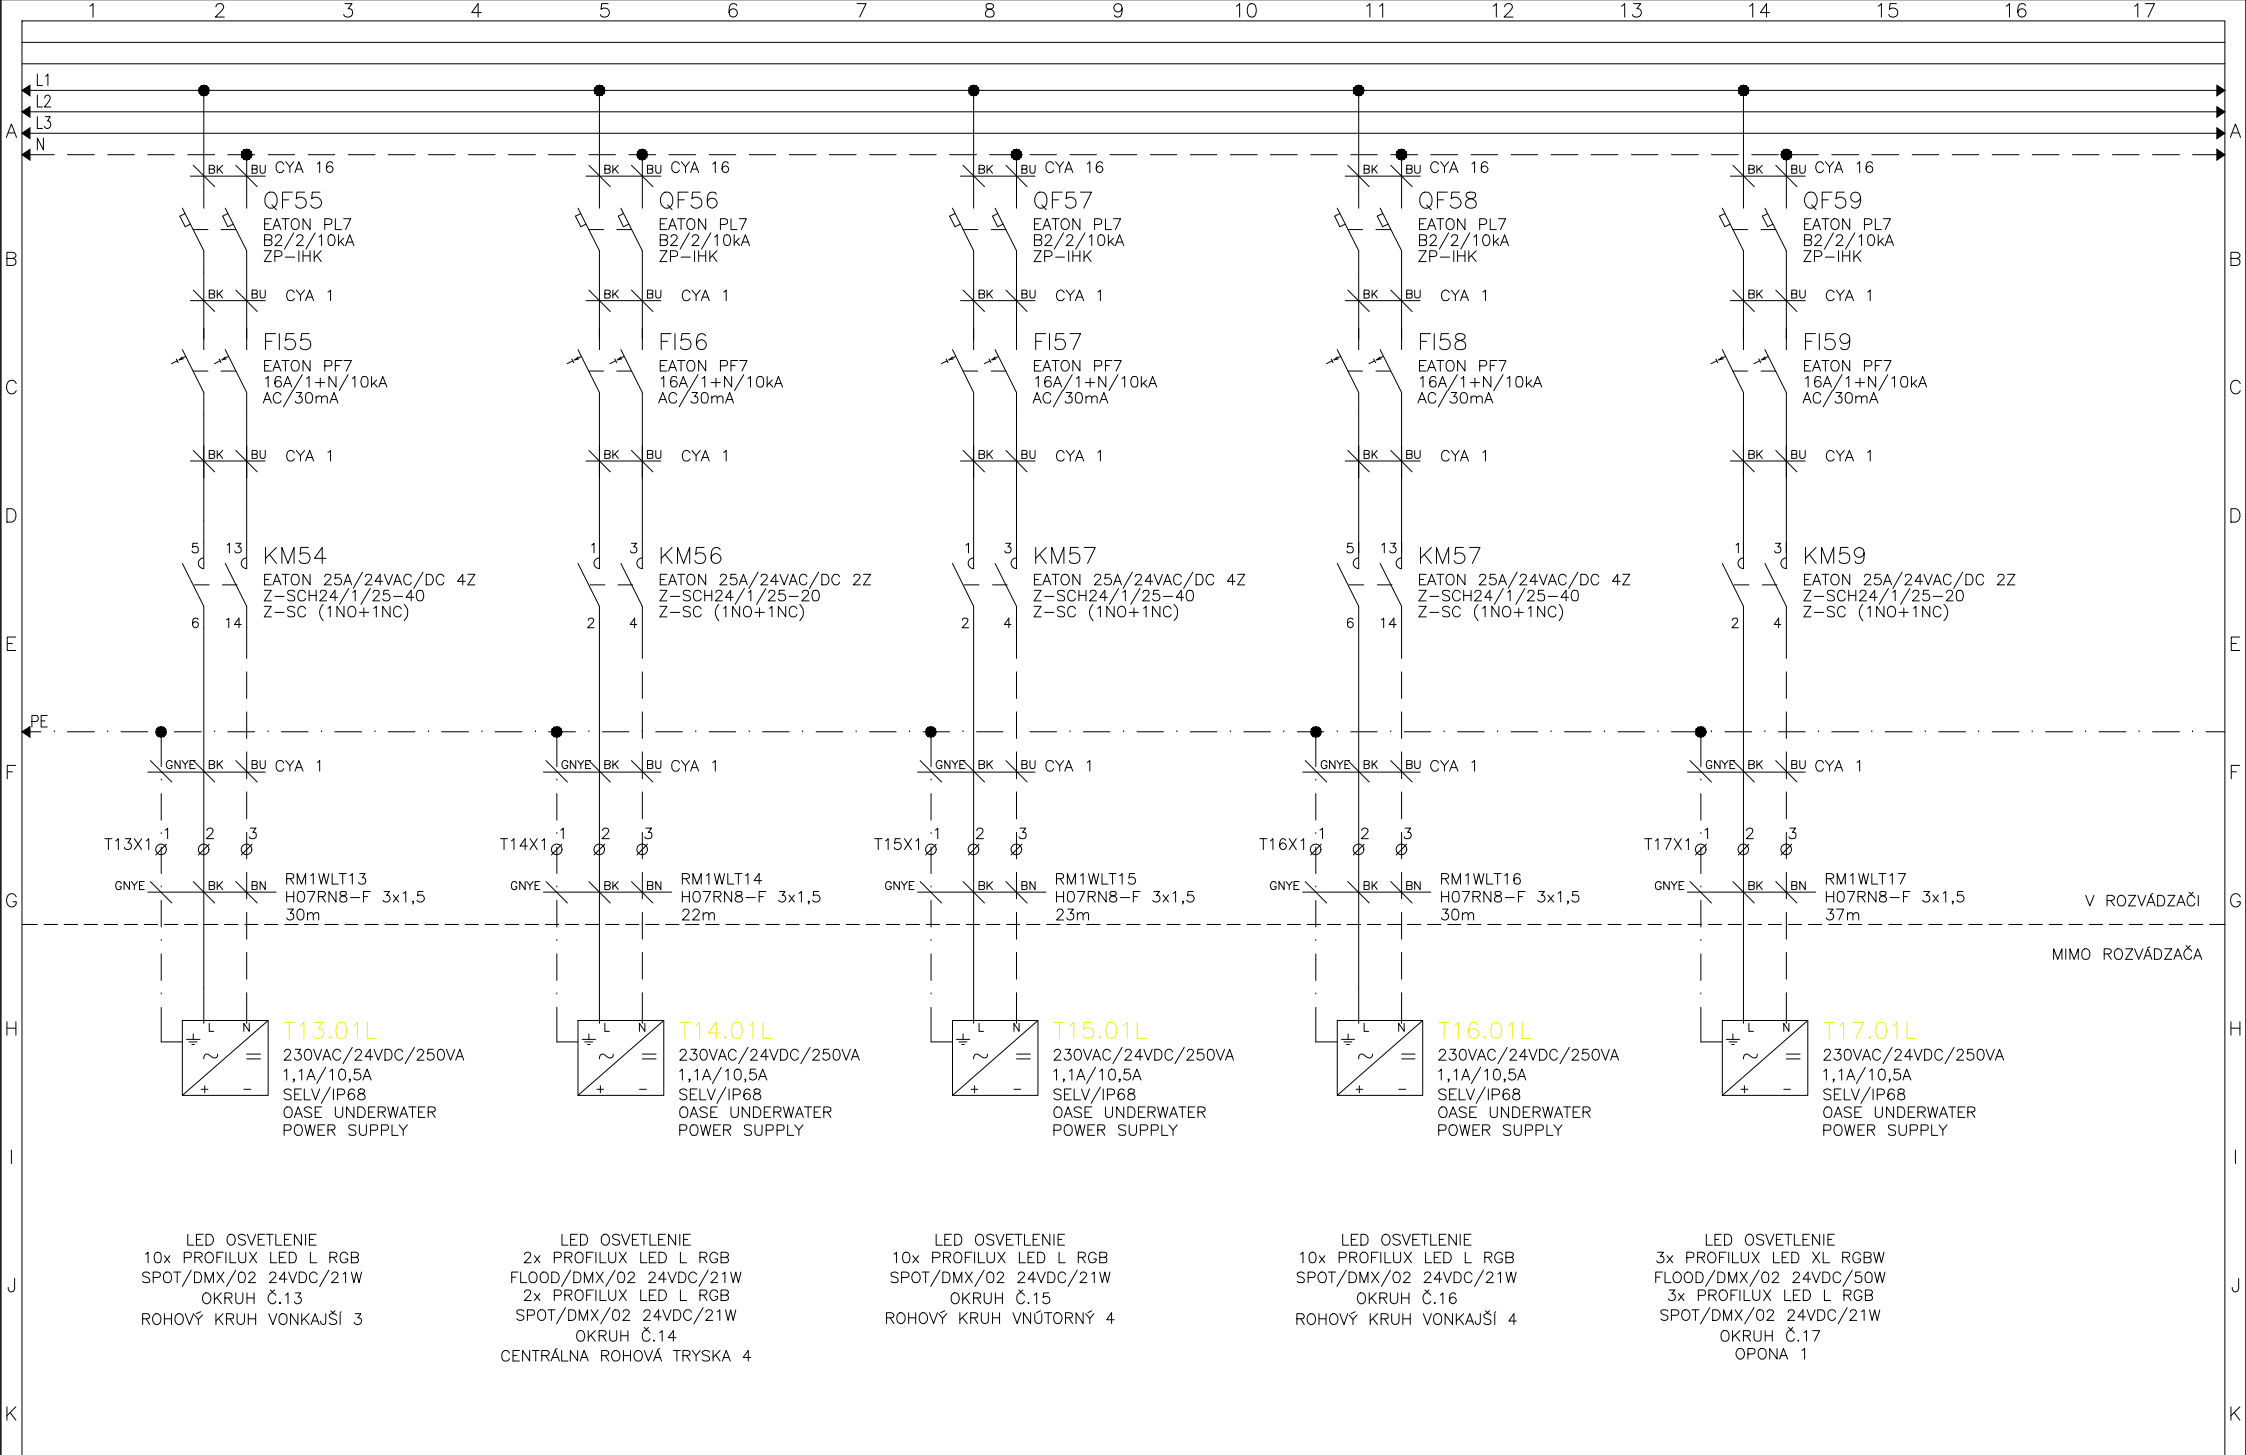 1 2 3 4 5 6 7 8 9 10 11 12 13 14 15 16 17
L1
L2
L3
N
A A
BK BU CYA 16 BK BU CYA 16 BK BU CYA 16 BK BU CYA 16 BK BU CYA 16
QF55 QF56 QF57 QF58 QF59
EATON PL7 EATON PL7 EATON PL7 EATON PL7 EATON PL7
B2/2/10kA B2/2/10kA B2/2/10kA B2/2/10kA B2/2/10kA
ZP-IHK ZP-IHK ZP-IHK ZP-IHK ZP-IHK
B B
BK BU CYA 1 BK BU CYA 1 BK BU CYA 1 BK BU CYA 1 BK BU CYA 1
FI55 FI56 FI57 FI58 FI59
EATON PF7 EATON PF7 EATON PF7 EATON PF7 EATON PF7
16A/1+N/10kA 16A/1+N/10kA 16A/1+N/10kA 16A/1+N/10kA 16A/1+N/10kA
C C
AC/30mA AC/30mA AC/30mA AC/30mA AC/30mA
BK BU CYA 1 BK BU CYA 1 BK BU CYA 1 BK BU CYA 1 BK BU CYA 1
D D
5 13 KM54 1 3 KM56 1 3 KM57 5 13 KM57 1 3 KM59
EATON 25A/24VAC/DC 4Z EATON 25A/24VAC/DC 2Z EATON 25A/24VAC/DC 4Z EATON 25A/24VAC/DC 4Z EATON 25A/24VAC/DC 2Z
Z-SCH24/1/25-40 Z-SCH24/1/25-20 Z-SCH24/1/25-40 Z-SCH24/1/25-40 Z-SCH24/1/25-20
Z-SC (1NO+1NC) Z-SC (1NO+1NC) Z-SC (1NO+1NC) Z-SC (1NO+1NC) Z-SC (1NO+1NC)
6 14 2 4 2 4 6 14 2 4
E E
PE
GNYE BK BU CYA 1 GNYE BK BU CYA 1 GNYE BK BU CYA 1 GNYE BK BU CYA 1 GNYE BK BU CYA 1
F F
1 2 3 1 2 3 1 2 3 1 2 3 1 2 3
T13X1 T14X1 T15X1 T16X1 T17X1
RM1WLT13 RM1WLT14 RM1WLT15 RM1WLT16 RM1WLT17
GNYE BK BN GNYE BK BN GNYE BK BN GNYE BK BN GNYE BK BN
H07RN8-F 3x1,5 H07RN8-F 3x1,5 H07RN8-F 3x1,5 H07RN8-F 3x1,5 H07RN8-F 3x1,5
G V ROZVÁDZAČI G
30m 22m 23m 30m 37m
MIMO ROZVÁDZAČA
H H
L N T13.01L L N T14.01L L N T15.01L L N T16.01L L N T17.01L
230VAC/24VDC/250VA 230VAC/24VDC/250VA 230VAC/24VDC/250VA 230VAC/24VDC/250VA 230VAC/24VDC/250VA
1,1A/10,5A 1,1A/10,5A 1,1A/10,5A 1,1A/10,5A 1,1A/10,5A
+ - + - + - + - + -
SELV/IP68 SELV/IP68 SELV/IP68 SELV/IP68 SELV/IP68
OASE UNDERWATER OASE UNDERWATER OASE UNDERWATER OASE UNDERWATER OASE UNDERWATER
POWER SUPPLY POWER SUPPLY POWER SUPPLY POWER SUPPLY POWER SUPPLY
I I
LED OSVETLENIE
10x PROFILUX LED L RGB
SPOT/DMX/02 24VDC/21W
OKRUH Č.13
ROHOVÝ KRUH VONKAJŠÍ 3
LED OSVETLENIE
2x PROFILUX LED L RGB
FLOOD/DMX/02 24VDC/21W
2x PROFILUX LED L RGB
SPOT/DMX/02 24VDC/21W
OKRUH Č.14
CENTRÁLNA ROHOVÁ TRYSKA 4
LED OSVETLENIE
10x PROFILUX LED L RGB
SPOT/DMX/02 24VDC/21W
OKRUH Č.15
ROHOVÝ KRUH VNÚTORNÝ 4
LED OSVETLENIE
10x PROFILUX LED L RGB
SPOT/DMX/02 24VDC/21W
OKRUH Č.16
ROHOVÝ KRUH VONKAJŠÍ 4
LED OSVETLENIE
3x PROFILUX LED XL RGBW
FLOOD/DMX/02 24VDC/50W
3x PROFILUX LED L RGB
SPOT/DMX/02 24VDC/21W
OKRUH Č.17
OPONA 1
J J
K K